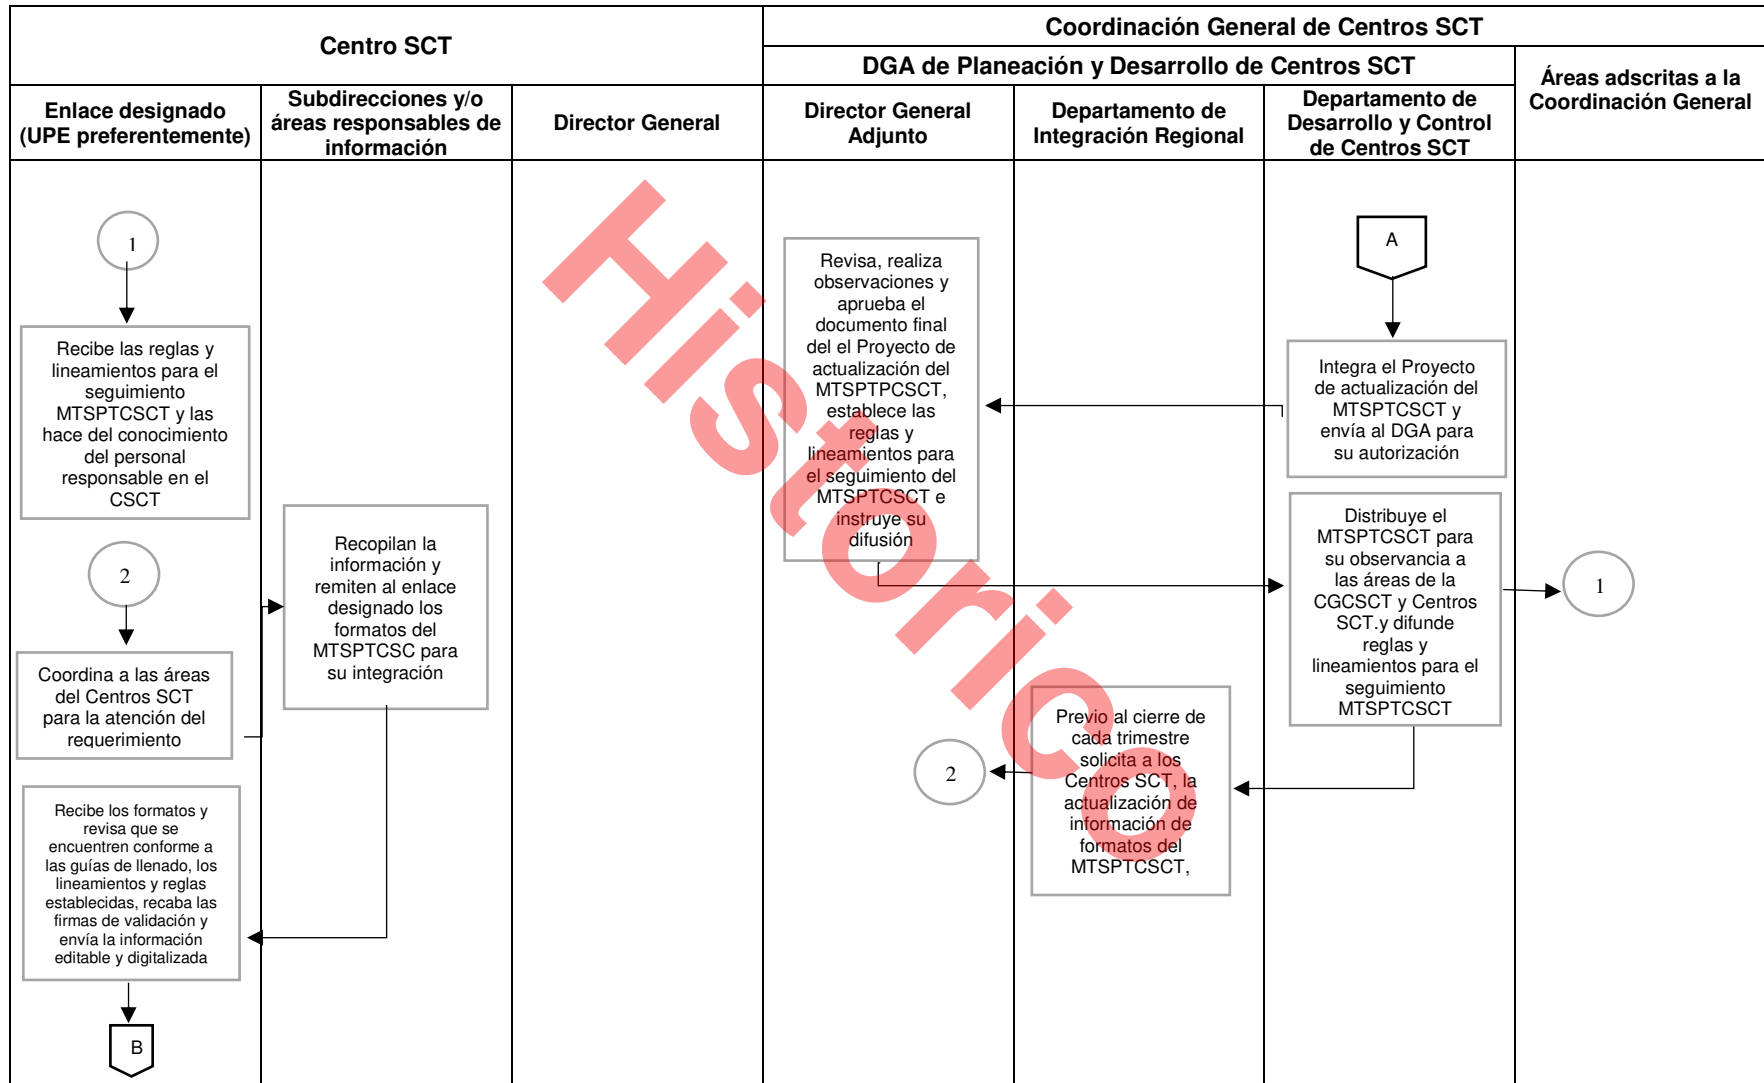 Centro SCT
Coordinación General de Centros SCT
DGA de Planeación y Desarrollo de Centros SCT
Áreas adscritas a la
Coordinación General
Enlace designado
(UPE preferentemente)
Subdirecciones y/o
áreas responsables de
información
Director General
Director General
Adjunto
Departamento de
Integración Regional
Departamento de
Desarrollo y Control
de Centros SCT
1
Recibe las reglas y
lineamientos para el
seguimiento
MTSPTCSCT y las
hace del conocimiento
del personal
responsable en el
CSCT
2
Coordina a las áreas
del Centros SCT
para la atención del
requerimiento
Recibe los formatos y
revisa que se
encuentren conforme a
las guías de llenado, los
lineamientos y reglas
establecidas, recaba las
firmas de validación y
envía la información
editable y digitalizada
B
Recopilan la
información y
remiten al enlace
designado los
formatos del
MTSPTCSC para
su integración
Revisa, realiza
observaciones y
aprueba el
documento final
del el Proyecto de
actualización del
MTSPTPCSCT,
establece las
reglas y
lineamientos para
el seguimiento del
MTSPTCSCT e
instruye su
difusión
2
Previo al cierre de
cada trimestre
solicita a los
Centros SCT, la
actualización de
información de
formatos del
MTSPTCSCT,
A
Integra el Proyecto
de actualización del
MTSPTCSCT y
envía al DGA para
su autorización
Distribuye el
MTSPTCSCT para
su observancia a
las áreas de la
CGCSCT y Centros
SCT.y difunde
reglas y
lineamientos para el
seguimiento
MTSPTCSCT
1
Historico